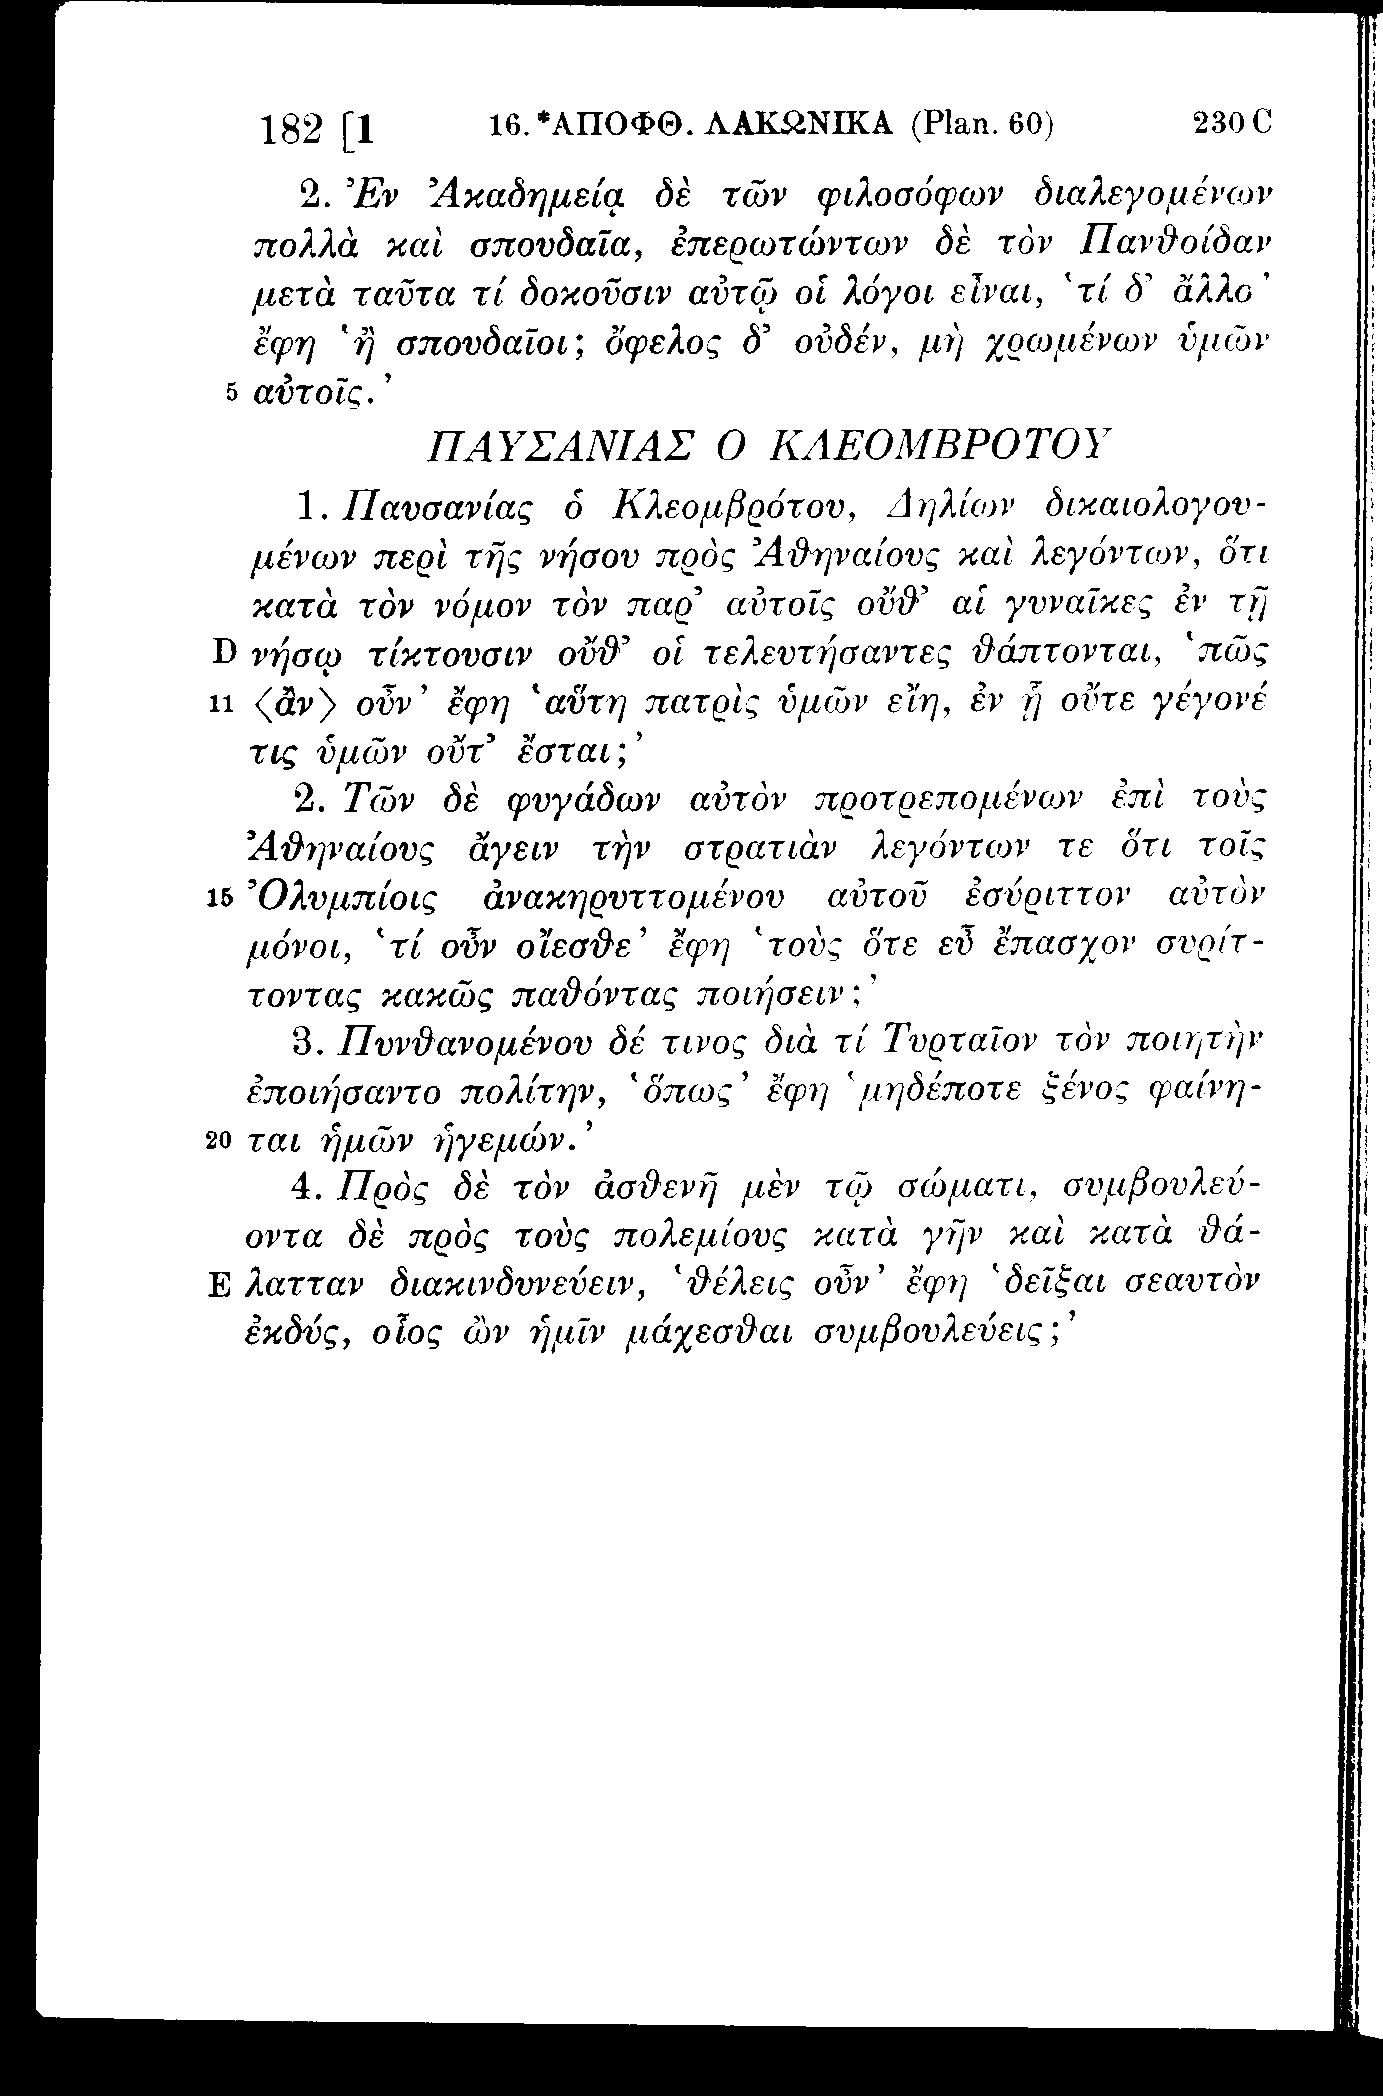 182 [1 16.*ΑΠΟΦΘ. ΛΑΚΩΝΙΚΑ (Plan. 60) 230 C
2. Ἐν Ἀκαδημείᾳ δὲ τῶν φιλοσόφων διαλεγομένων
πολλὰ καὶ σπουδαῖα, ἐπερωτώντων δὲ τὸν Πανθοίδαν
μετὰ ταῦτα τί δοκοῦσιν αὐτῷ οἱ λόγοι εἶναι, ‘τί δ’ ἄλλο’
ἔφη ‘ἢ σπουδαῖοι; ὄφελος δ’ οὐδέν, μὴ χρωμένων ὑμῶν
5 αὐτοῖς.’
ΠΑΥΣΑΝΙΑΣ Ο ΚΛΕΟΜΒΡΟΤΟΥ
1. Παυσανίας ὁ Κλεομβρότου, Δηλίων δικαιολογου-
μένων περὶ τῆς νήσου πρὸς Ἀθηναίους καὶ λεγόντων, ὅτι
κατὰ τὸν νόμον τὸν παρ’ αὐτοῖς οὔθ’ αἱ γυναῖκες ἐν τῇ
D νήσῳ τίκτουσιν οὔθ’ οἱ τελευτήσαντες θάπτονται, ‘πῶς
11 〈ἂν〉 οὖν’ ἔφη ‘αὕτη πατρὶς ὑμῶν εἴη, ἐν ᾗ οὔτε γέγονέ
τις ὑμῶν οὔτ’ ἔσται;’
2. Τῶν δὲ φυγάδων αὐτὸν προτρεπομένων ἐπὶ τοὺς
Ἀθηναίους ἄγειν τὴν στρατιὰν λεγόντων τε ὅτι τοῖς
15 Ὀλυμπίοις ἀνακηρυττομένου αὐτοῦ ἐσύριττον αὐτὸν
μόνοι, ‘τί οὖν οἴεσθε’ ἔφη ‘τοὺς ὅτε εὖ ἔπασχον συρίτ-
τοντας κακῶς παθόντας ποιήσειν;’
3. Πυνθανομένου δέ τινος διὰ τί Τυρταῖον τὸν ποιητὴν
ἐποιήσαντο πολίτην, ‘ὅπως’ ἔφη ‘μηδέποτε ξένος φαίνη-
20 ται ἡμῶν ἡγεμών.’
4. Πρὸς δὲ τὸν ἀσθενῆ μὲν τῷ σώματι, συμβουλεύ-
οντα δὲ πρὸς τοὺς πολεμίους κατὰ γῆν καὶ κατὰ θά-
E λατταν διακινδυνεύειν, ‘θέλεις οὖν’ ἔφη ‘δεῖξαι σεαυτὸν
ἐκδύς, οἷος ὢν ἡμῖν μάχεσθαι συμβουλεύεις;’